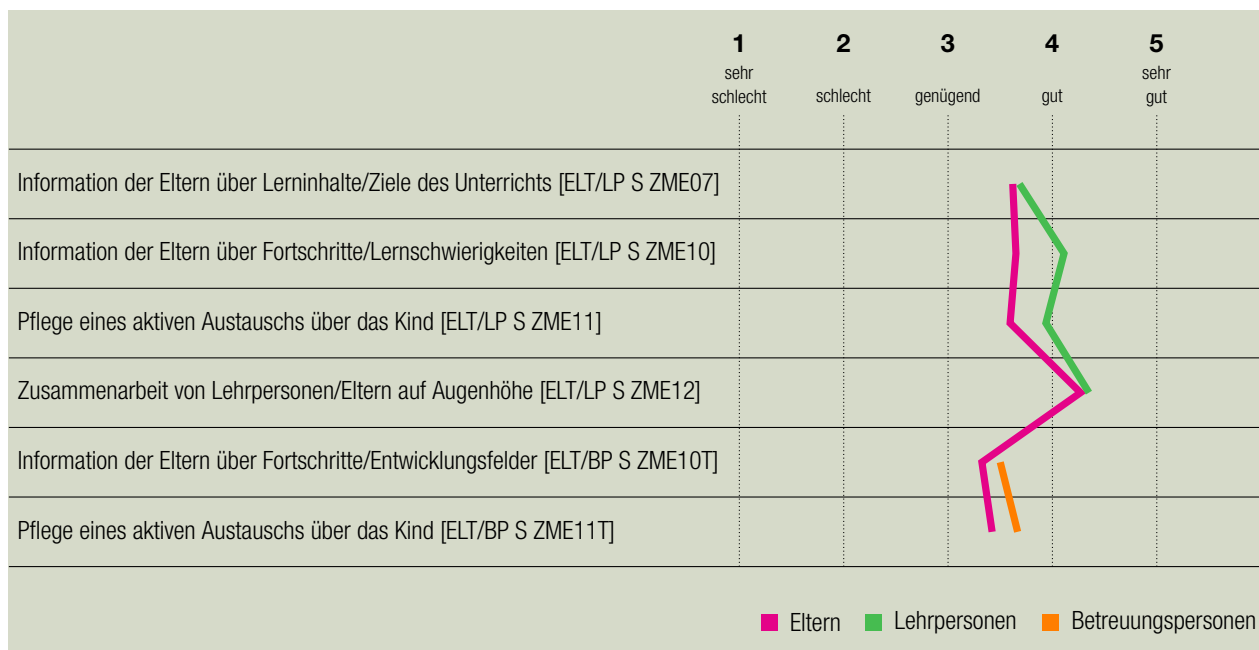 1 2 3 4 5
sehr schlecht schlecht genügend gut sehr gut
Information der Eltern über Lerninhalte/Ziele des Unterrichts [ELT/LP S ZME07]
Information der Eltern über Fortschritte/Lernschwierigkeiten [ELT/LP S ZME10]
Pflege eines aktiven Austauschs über das Kind [ELT/LP S ZME11]
Zusammenarbeit von Lehrpersonen/Eltern auf Augenhöhe [ELT/LP S ZME12]
Information der Eltern über Fortschritte/Entwicklungsfelder [ELT/BP S ZME10T]
Pflege eines aktiven Austauschs über das Kind [ELT/BP S ZME11T]
Eltern Lehrpersonen Betreuungspersonen